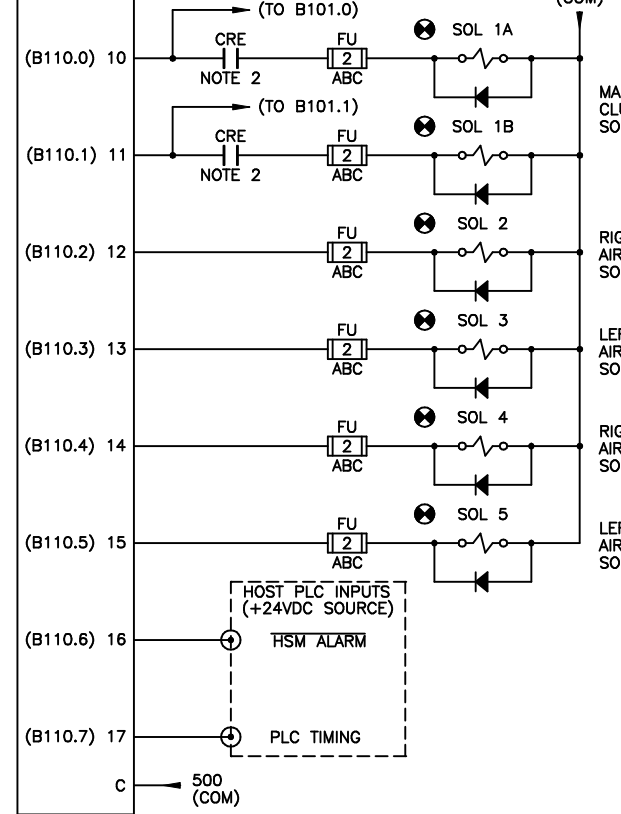 (COM)
(TO B101.0)
CRE
FU
SOL 1A
(B110.0) 10
2
NOTE 2
ABC
(TO B101.1)
CRE
FU
SOL 1B
(B110.1) 11
2
NOTE 2
ABC
FU
SOL 2
(B110.2) 12
2
ABC
FU
SOL 3
(B110.3) 13
2
AIR
ABC
FU
SOL 4
(B110.4) 14
2
AIR
ABC
FU
SOL 5
(B110.5) 15
2
AIR
ABC
HOST PLC INPUTS
(+24VDC SOURCE)
(B110.6) 16
HSM ALARM
(B110.7) 17
PLC TIMING
C
500
(COM)